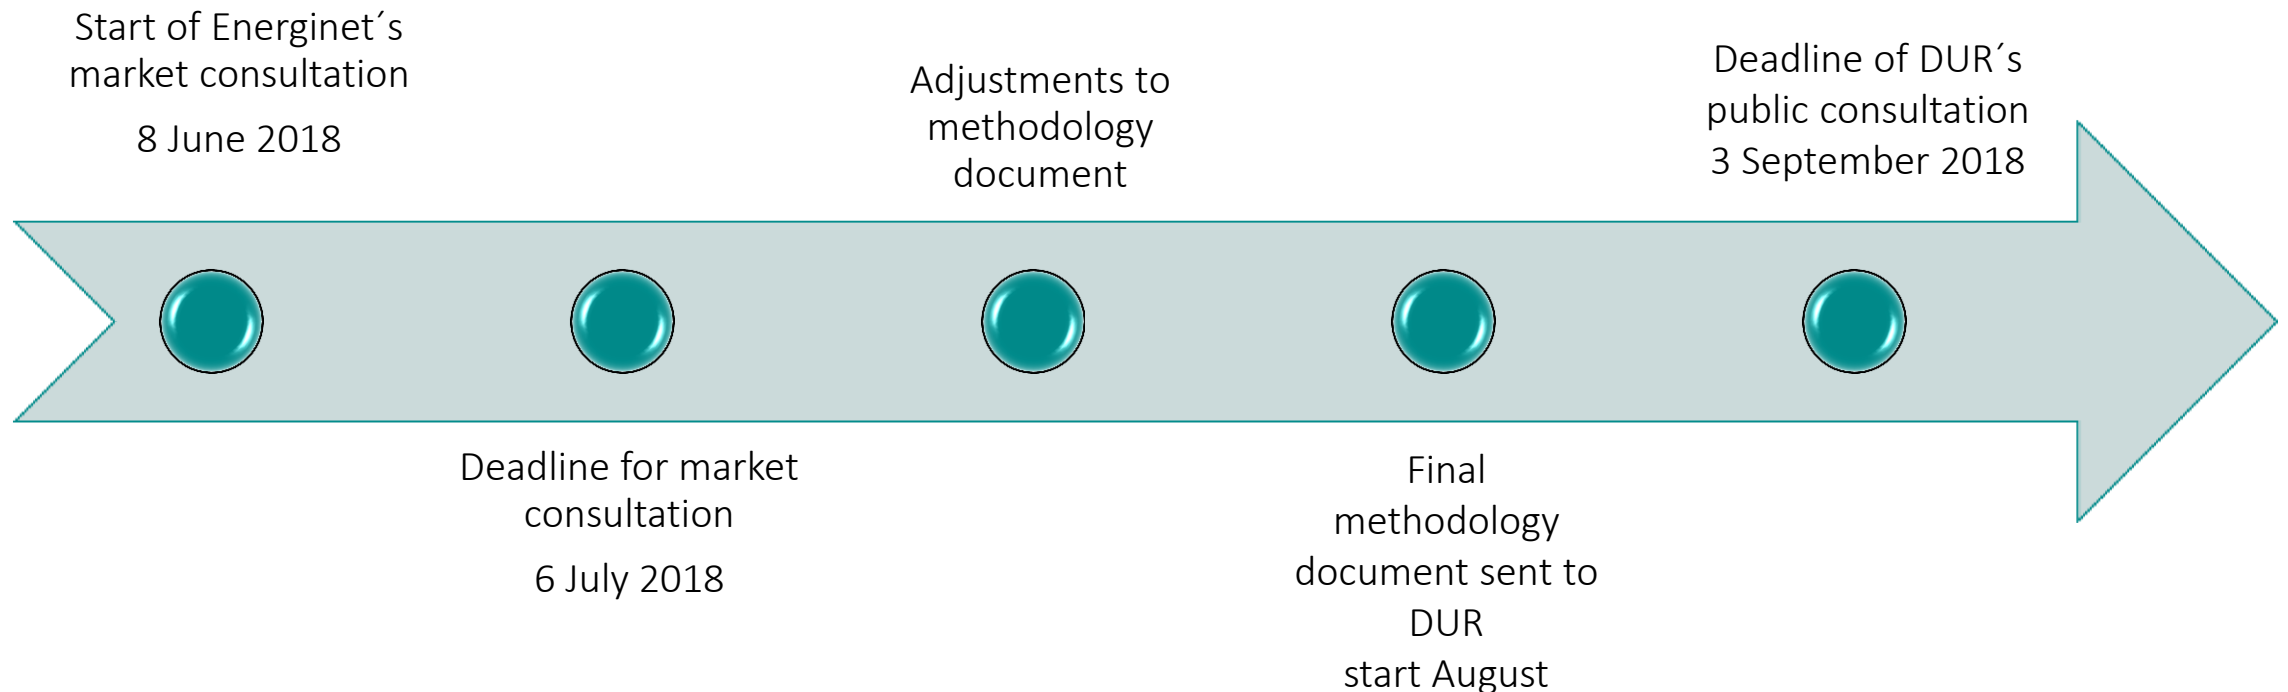 Start of Energinet´s
market consultation
8 June 2018
Deadline for market
consultation
6 July 2018
Adjustments to
methodology
document
Final
methodology
document sent to
DUR
start August
Deadline of DUR´s
public consultation
3 September 2018